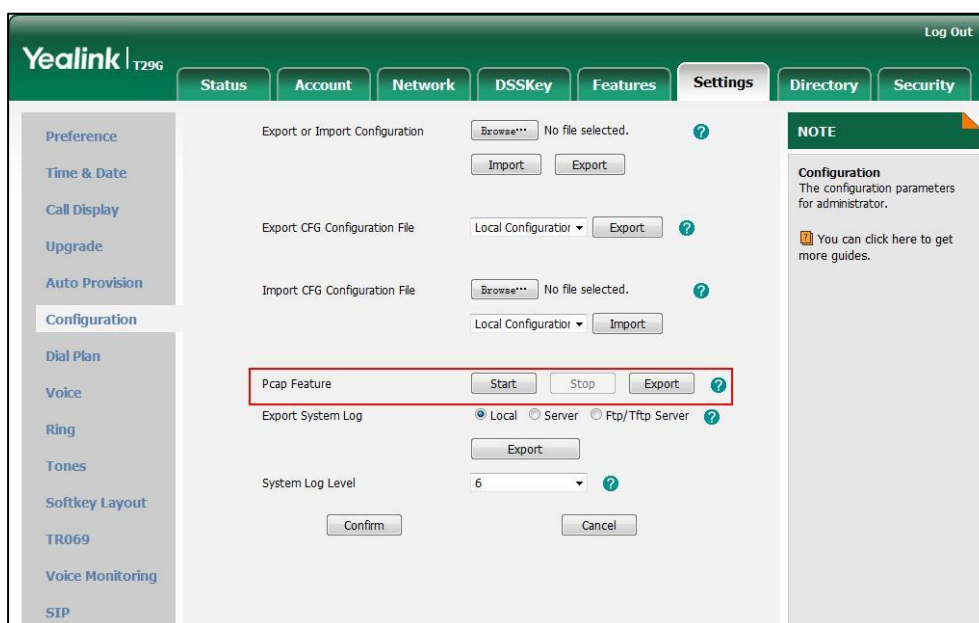 Log Out
Yealink T29G
Status Account Network DSSKey Features Settings Directory Security
Preference
Time & Date
Call Display
Upgrade
Auto Provision
Configuration
Dial Plan
Voice
Ring
Tones
Softkey Layout
TR069
Voice Monitoring
SIP
Export or Import Configuration Browse··· No file selected. ?
Import Export
Export CFG Configuration File Local Configuration Export ?
Import CFG Configuration File Browse··· No file selected. ?
Local Configuration Import
Pcap Feature Start Stop Export ?
Export System Log Local Server Ftp/Tftp Server ?
Export
System Log Level 6 ?
Confirm Cancel
NOTE
Configuration
The configuration parameters
for administrator.
? You can click here to get
more guides.